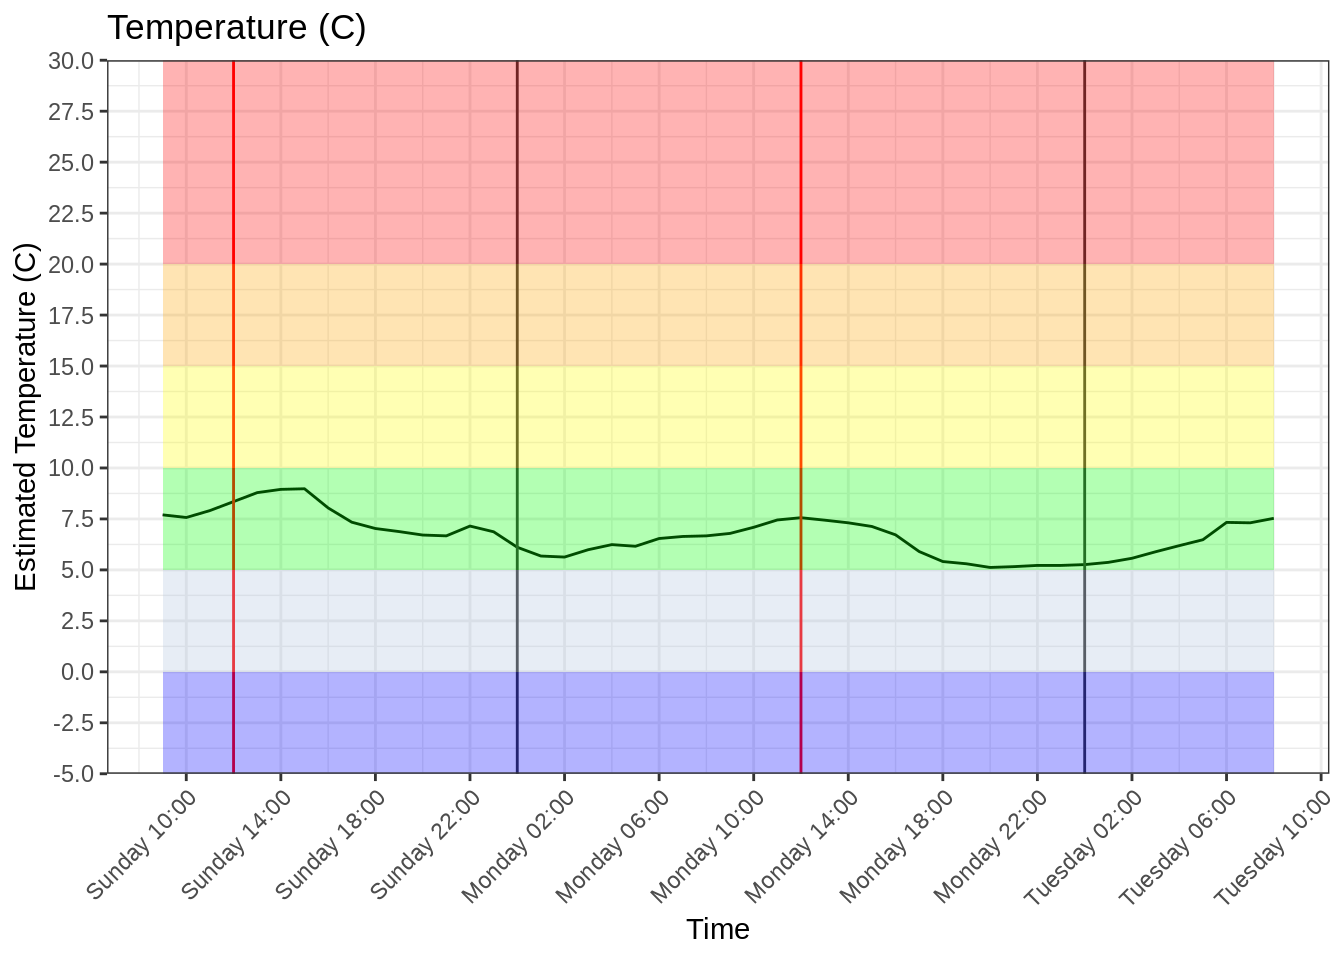 Temperature (C)
Estimated Temperature (C)
30.0
27.5
25.0
22.5
20.0
17.5
15.0
12.5
10.0
7.5
5.0
2.5
0.0
-2.5
-5.0
Sunday 10:00
Sunday 14:00
Sunday 18:00
Sunday 22:00
Monday 02:00
Monday 06:00
Monday 10:00
Monday 14:00
Monday 18:00
Monday 22:00
Tuesday 02:00
Tuesday 06:00
Tuesday 10:00
Time